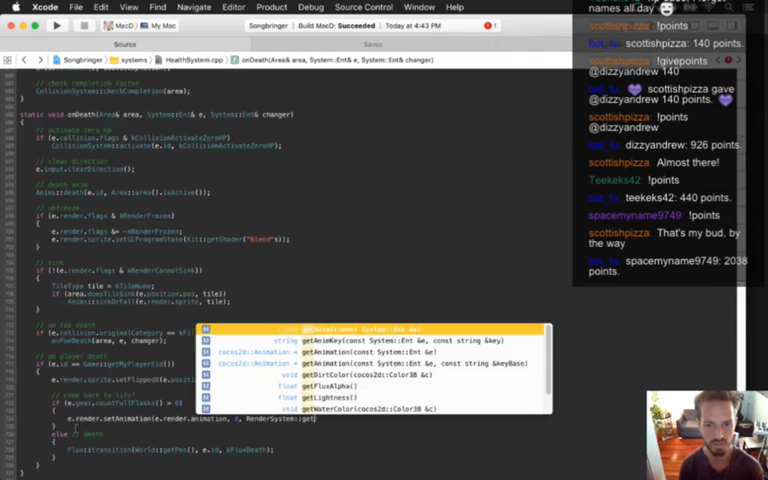 Xcode File Edit View Find Navigate Editor Product Debug Source Control Window Help
MacD My Mac
Songbringer Build MacD: Succeeded Today at 4:43 PM
Source Saves
Songbringer systems HealthSystem.cpp onDeath(Area& area, System::Ent& e, System::Ent& changer)
// check completion factor
CollisionSystem::checkCompletion (area);
}
static void onDeath(Area& area, System::Ent& e, System::Ent& changer)
{
// activate zero hp
if (e.collision.flags & kCollisionActivateZeroHP)
CollisionSystem::activate(e.id, kCollisionActivateZeroHP);
// clear direction
e.input.clearDirection();
// death anim
Anims::death(e.id, Area::area().isActive());
// unfreeze
if (e.render.flags & kRenderFrozen)
{
e.render.flags &= ~kRenderFrozen;
e.render.sprite.setGLProgramState(Kit::getShader("Blend"s));
}
// sink
if (!(e.render.flags & kRenderCannotSink))
{
TileType tile = kTileNone;
if (area.doesTileSink(e.position.pos, tile))
Anims::sinkOrFall(e.render.sprite, tile);
}
// on foe death
if (e.collision.originalCategory ==
onFoeDeath(area, e, changer);
// on player death
if (e.id == Game::getMyPlayerEid()
{
e.render.sprite.setFlipped
// come back to life?
if (e.gear.countFullFlasks() > 0)
{
e.render.setAnimation(e.render.animation, 0, RenderSystem::get
}
else // death
{
Flux::transition(World::getPos(), e.id, kFluxDeath);
}
}
}
string getAnimKey(const System::Ent &e, const string &key)
cocos2d::Animation * getAnimation(const System::Ent &e)
cocos2d::Animation * getAnimation(const System::Ent &e, const string &keyBase)
void getDirtColor(cocos2d::Color3B &c)
float getFluxAlpha()
float getLightness()
void getWaterColor(cocos2d::Color3B &c)
names all day
scottishpizza: !points
bot_fu: scottishpizza: 140 points.
scottishpizza: !givepoints
@dizzyandrew 140
bot_fu: scottishpizza gave
@dizzyandrew 140 points.
scottishpizza: !points
@dizzyandrew
bot_fu: dizzyandrew: 926 points.
scottishpizza: Almost there!
Teekeks42: !points
bot_fu: teekeks42: 440 points.
spacemyname9749: !points
scottishpizza: That's my bud, by
the way
bot_fu: spacemyname9749: 2038
points.